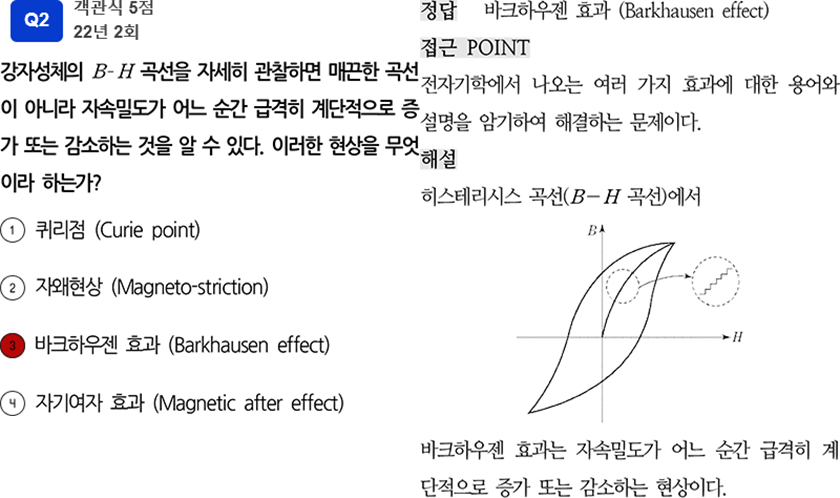 Q2
객관식 5점
22년 2회
강자성체의 B-H 곡선을 자세히 관찰하면 매끈한 곡선
이 아니라 자속밀도가 어느 순간 급격히 계단적으로 증
가 또는 감소하는 것을 알 수 있다. 이러한 현상을 무엇
이라 하는가?
1 퀴리점 (Curie point)
2 자왜현상 (Magneto-striction)
3 바크하우젠 효과 (Barkhausen effect)
4 자기여자 효과 (Magnetic after effect)
정답 바크하우젠 효과 (Barkhausen effect)
접근 POINT
전자기학에서 나오는 여러 가지 효과에 대한 용어와
설명을 암기하여 해결하는 문제이다.
해설
히스테리시스 곡선(B-H 곡선)에서
B
H
바크하우젠 효과는 자속밀도가 어느 순간 급격히 계
단적으로 증가 또는 감소하는 현상이다.